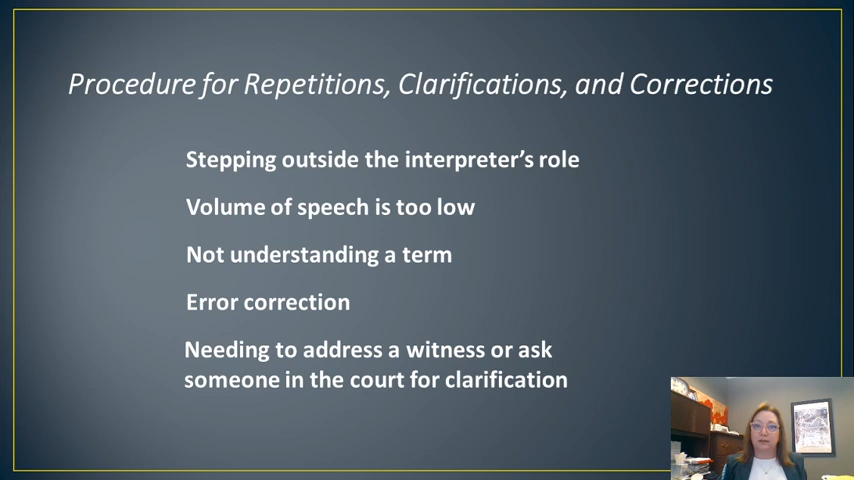 Procedure for Repetitions, Clarifications, and Corrections
Stepping outside the interpreter’s role
Volume of speech is too low
Not understanding a term
Error correction
Needing to address a witness or ask
someone in the court for clarification